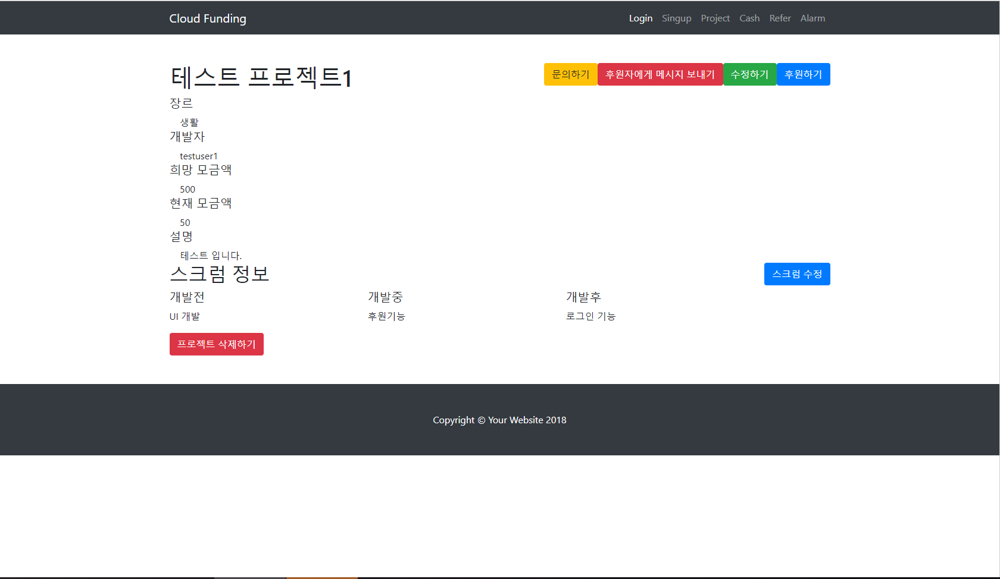 Cloud Funding Login Singup Project Cash Refer Alarm
테스트 프로젝트1 문의하기 후원자에게 메시지 보내기 수정하기 후원하기
장르
생활
개발자
testuser1
희망 모금액
500
현재 모금액
50
설명
테스트 입니다.
스크럼 정보 스크럼 수정
개발전 개발중 개발후
UI 개발 후원기능 로그인 기능
프로젝트 삭제하기
Copyright © Your Website 2018